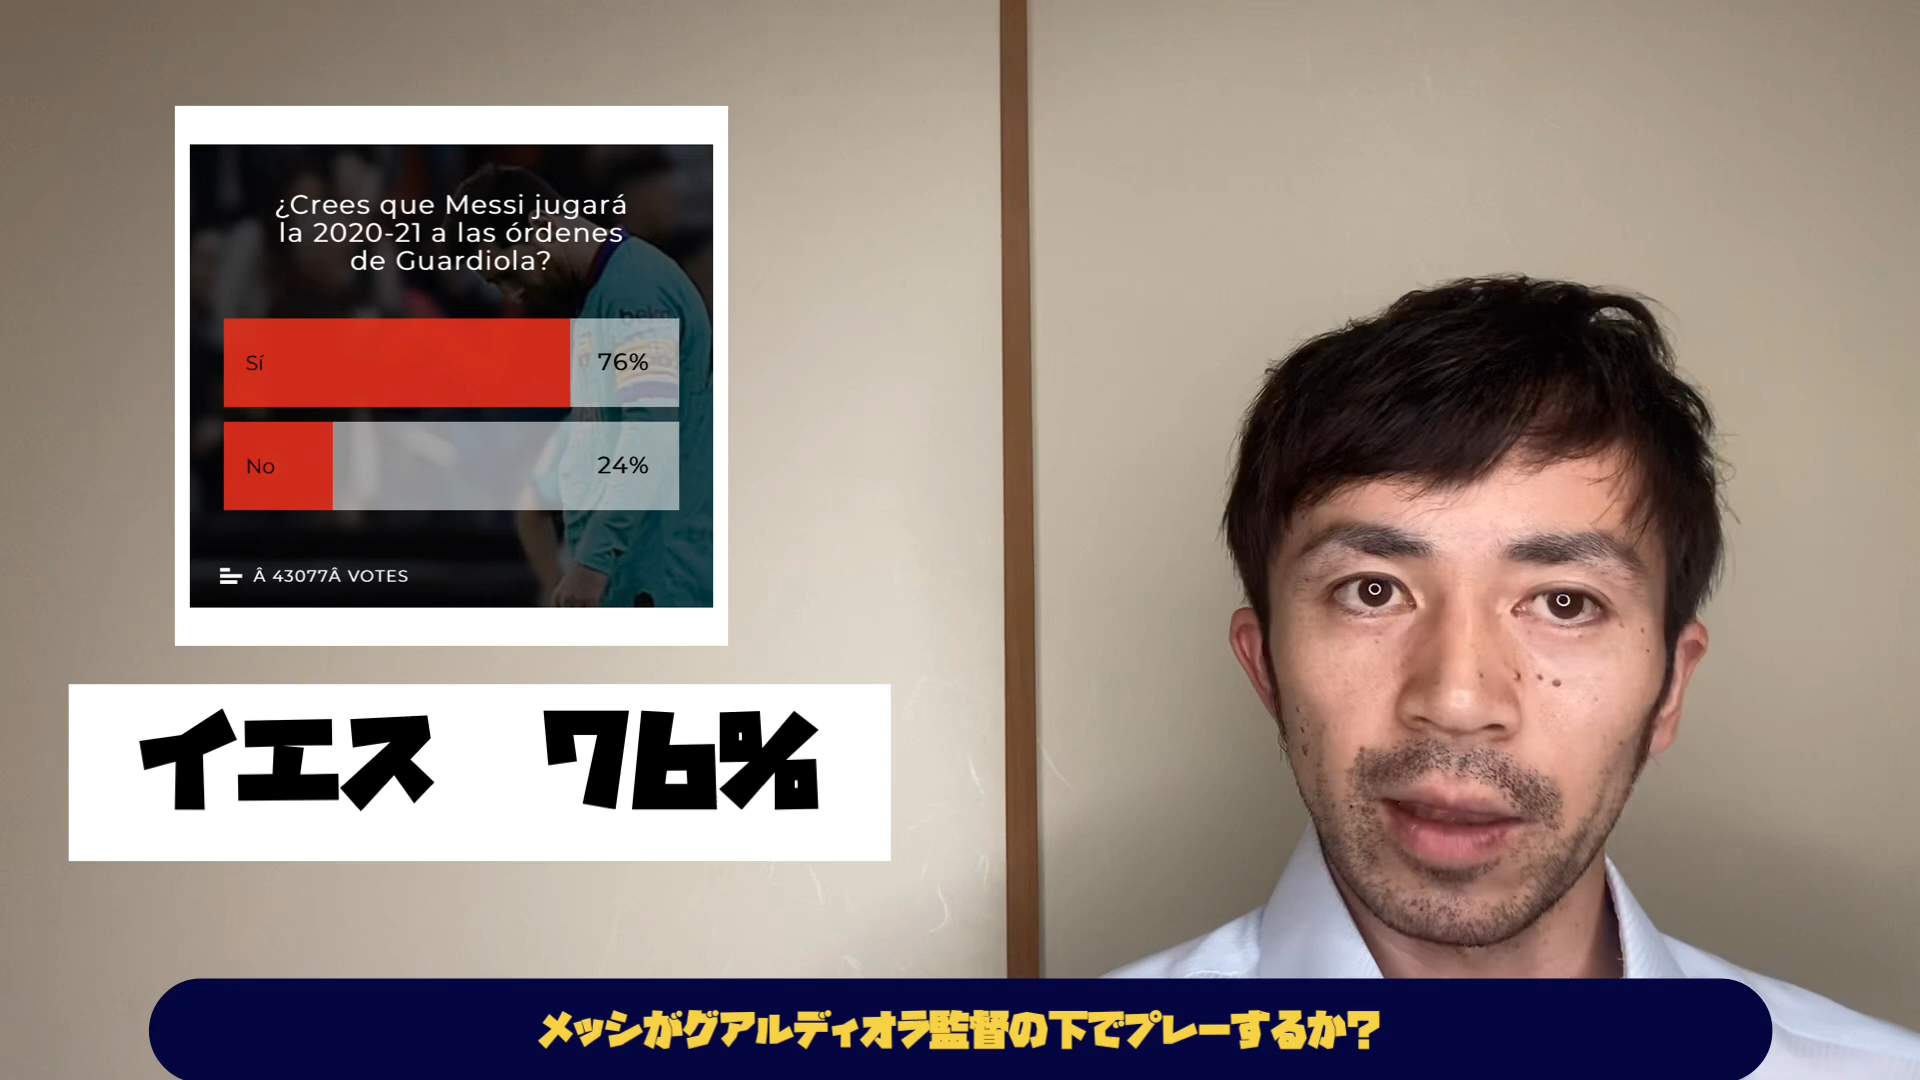 ¿Crees que Messi jugará
la 2020-21 a las órdenes
de Guardiola?
Sí 76%
No 24%
Â 43077Â VOTES
beko
イエス 76%
メッシがグアルディオラ監督の下でプレーするか?